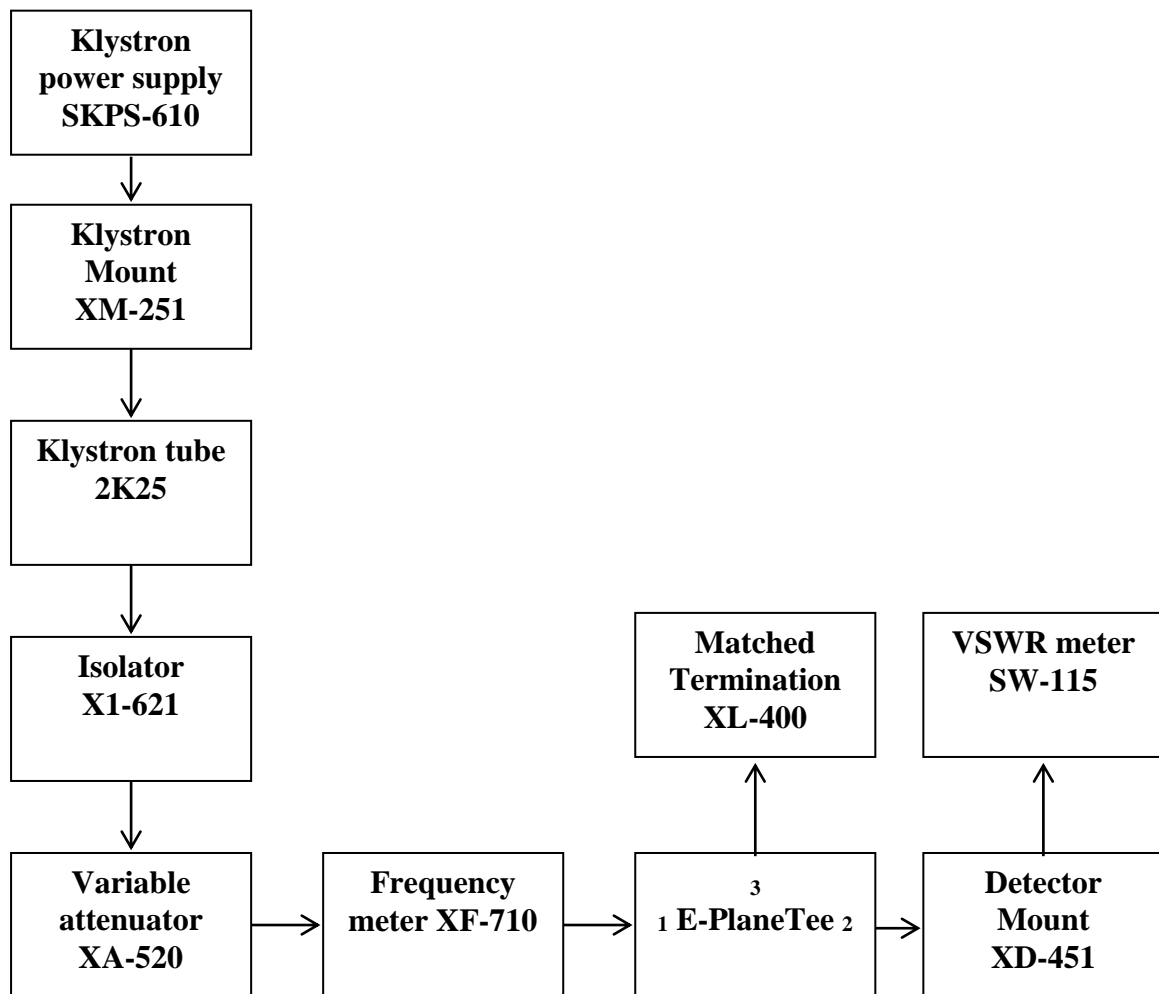 Klystron
power supply
SKPS-610
Klystron
Mount
XM-251
Klystron tube
2K25
Isolator
X1-621
Matched
Termination
XL-400
VSWR meter
SW-115
Variable
attenuator
XA-520
Frequency
meter XF-710
3
1 E-PlaneTee 2
Detector
Mount
XD-451